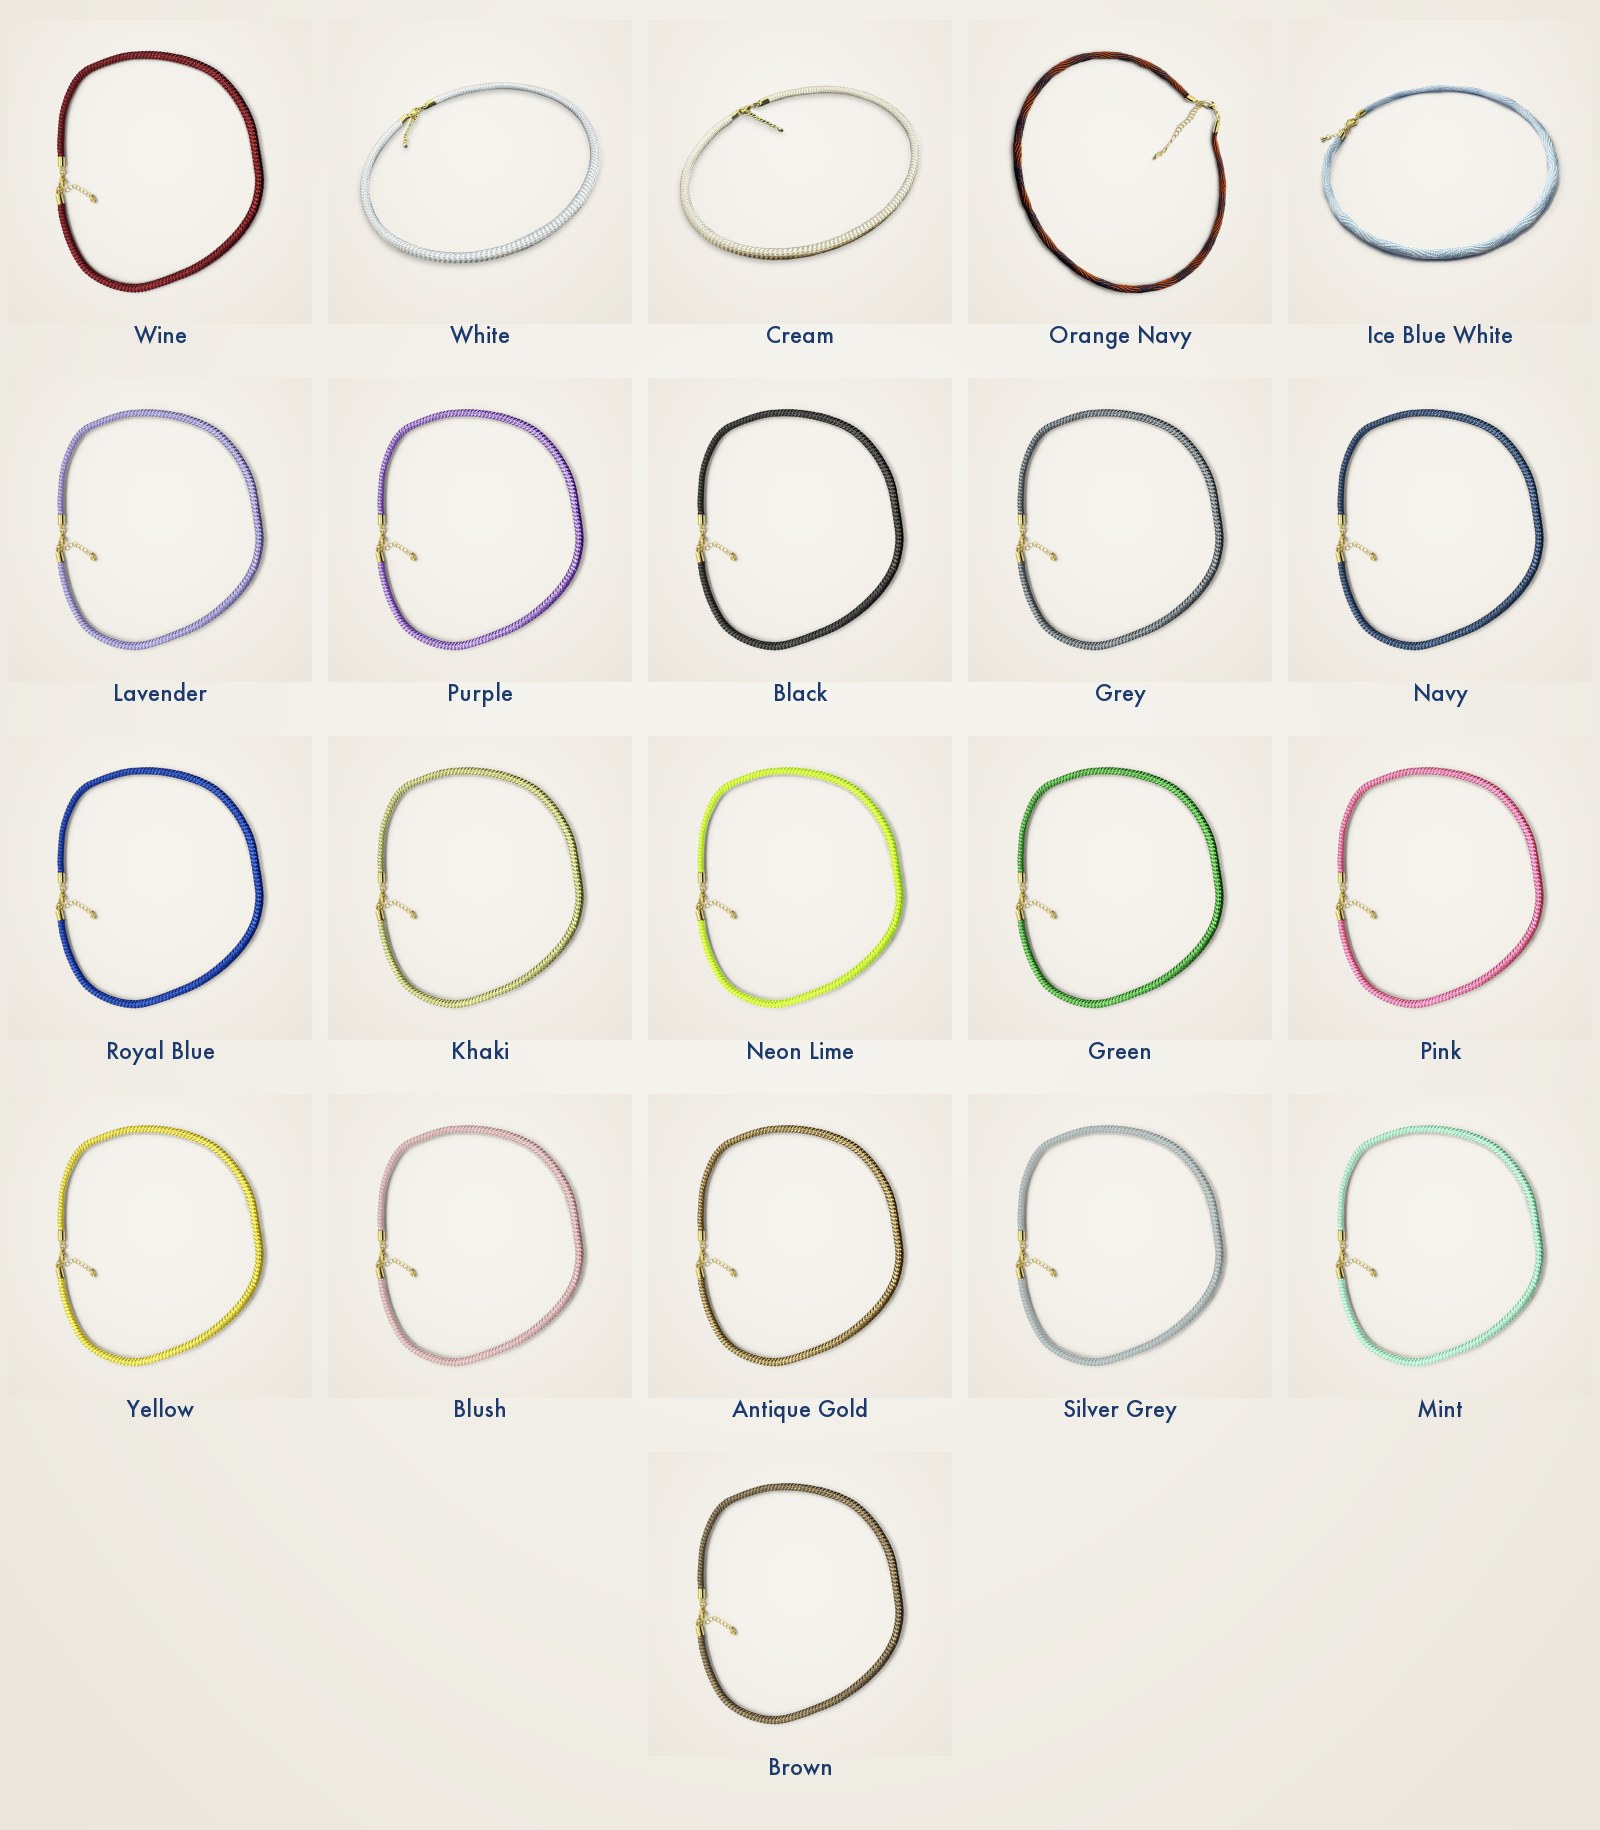 Wine
White
Cream
Orange Navy
Ice Blue White
Lavender
Purple
Black
Grey
Navy
Royal Blue
Khaki
Neon Lime
Green
Pink
Yellow
Blush
Antique Gold
Silver Grey
Mint
Brown